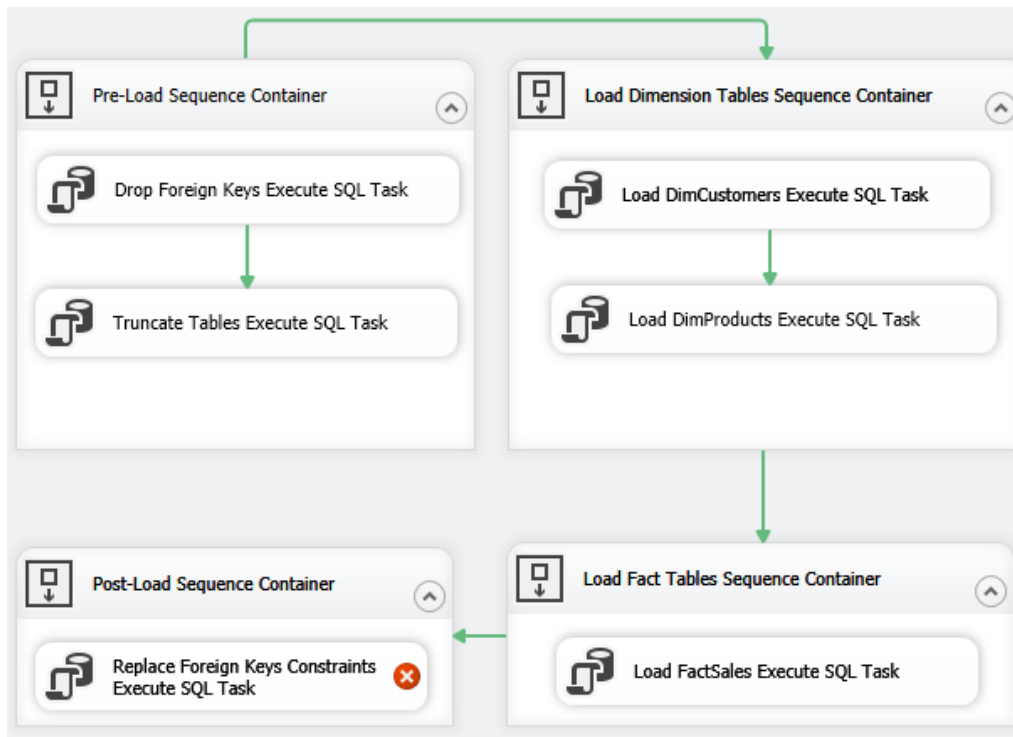 Pre-Load Sequence Container
Drop Foreign Keys Execute SQL Task
Truncate Tables Execute SQL Task
Load Dimension Tables Sequence Container
Load DimCustomers Execute SQL Task
Load DimProducts Execute SQL Task
Post-Load Sequence Container
Replace Foreign Keys Constraints
Execute SQL Task
Load Fact Tables Sequence Container
Load FactSales Execute SQL Task